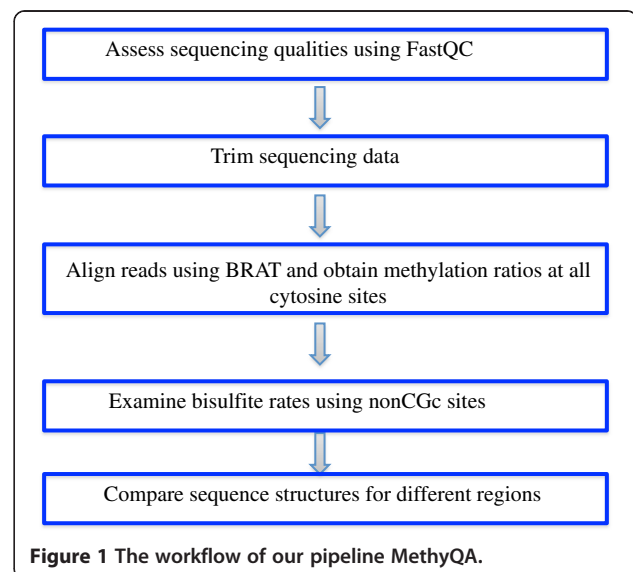 Assess sequencing qualities using FastQC
Trim sequencing data
Align reads using BRAT and obtain methylation ratios at all
cytosine sites
Examine bisulfite rates using nonCGc sites
Compare sequence structures for different regions
Figure 1 The workflow of our pipeline MethyQA.